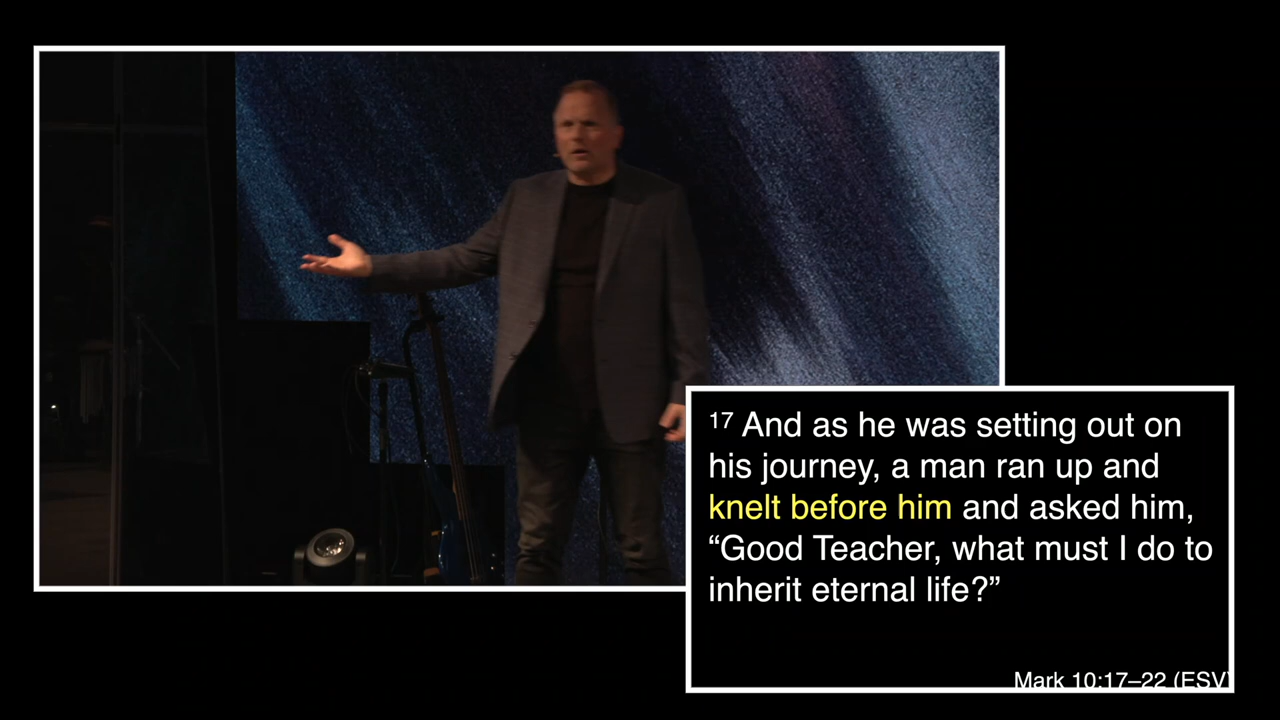 17 And as he was setting out on
his journey, a man ran up and
knelt before him and asked him,
“Good Teacher, what must I do to
inherit eternal life?”
Mark 10:17–22 (ESV)